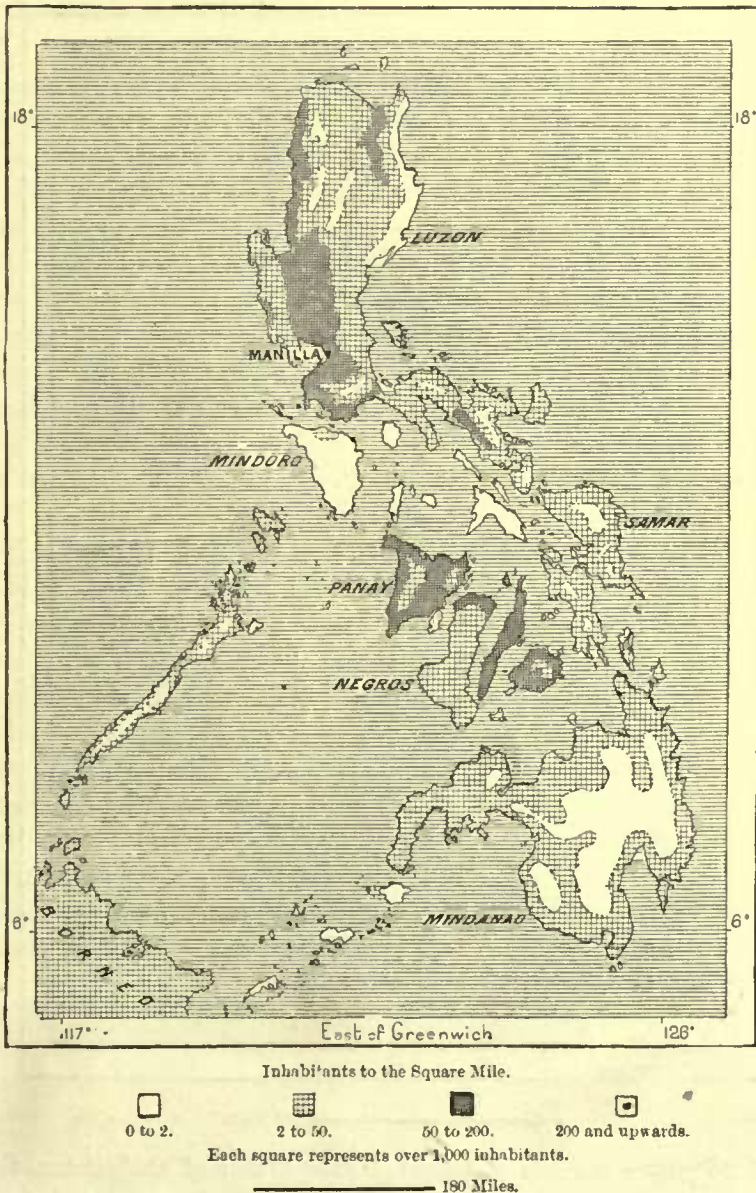 18°
18°
LUZON
MANILLA
MINDORO
SAMAR
PANAY
NEGROS
MINDANAO
6°
6°
BORNEO
117°
East of Greenwich
126°
Inhabitants to the Square Mile.
0 to 2. 2 to 50. 50 to 200. 200 and upwards.
Each square represents over 1,000 inhabitants.
180 Miles.